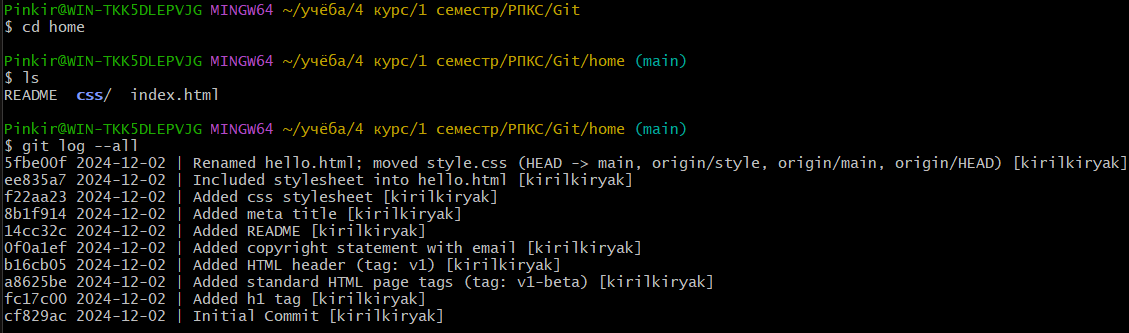 Pinkir@WIN-TKK5DLEPVJG MINGW64 ~/учёба/4 курс/1 семестр/РПКС/Git
$ cd home
Pinkir@WIN-TKK5DLEPVJG MINGW64 ~/учёба/4 курс/1 семестр/РПКС/Git/home (main)
$ ls
README  css/  index.html
Pinkir@WIN-TKK5DLEPVJG MINGW64 ~/учёба/4 курс/1 семестр/РПКС/Git/home (main)
$ git log --all
5fbe00f 2024-12-02 | Renamed hello.html; moved style.css (HEAD -> main, origin/style, origin/main, origin/HEAD) [kirilkiryak]
ee835a7 2024-12-02 | Included stylesheet into hello.html [kirilkiryak]
f22aa23 2024-12-02 | Added css stylesheet [kirilkiryak]
8b1f914 2024-12-02 | Added meta title [kirilkiryak]
14cc32c 2024-12-02 | Added README [kirilkiryak]
0f0a1ef 2024-12-02 | Added copyright statement with email [kirilkiryak]
b16cb05 2024-12-02 | Added HTML header (tag: v1) [kirilkiryak]
a8625be 2024-12-02 | Added standard HTML page tags (tag: v1-beta) [kirilkiryak]
fc17c00 2024-12-02 | Added h1 tag [kirilkiryak]
cf829ac 2024-12-02 | Initial Commit [kirilkiryak]